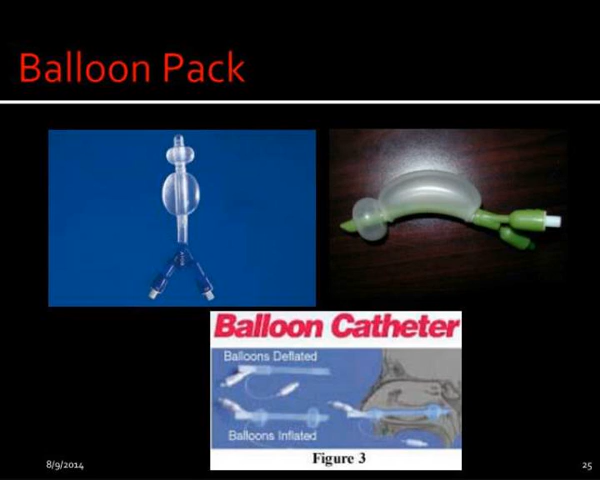 Balloon Pack
Balloon Catheter
Balloons Deflated
Balloons Inflated
Figure 3
8/9/2014
25